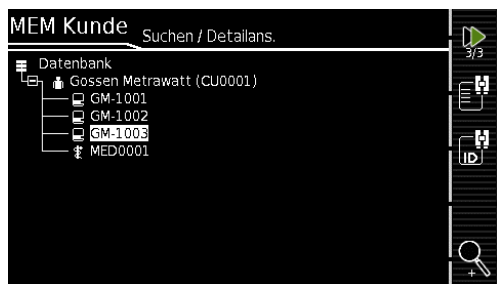 MEM Kunde Suchen / Detailans.
3/3
Datenbank
Gossen Metrawatt (CU0001)
GM-1001
GM-1002
GM-1003
MED0001
ID
+